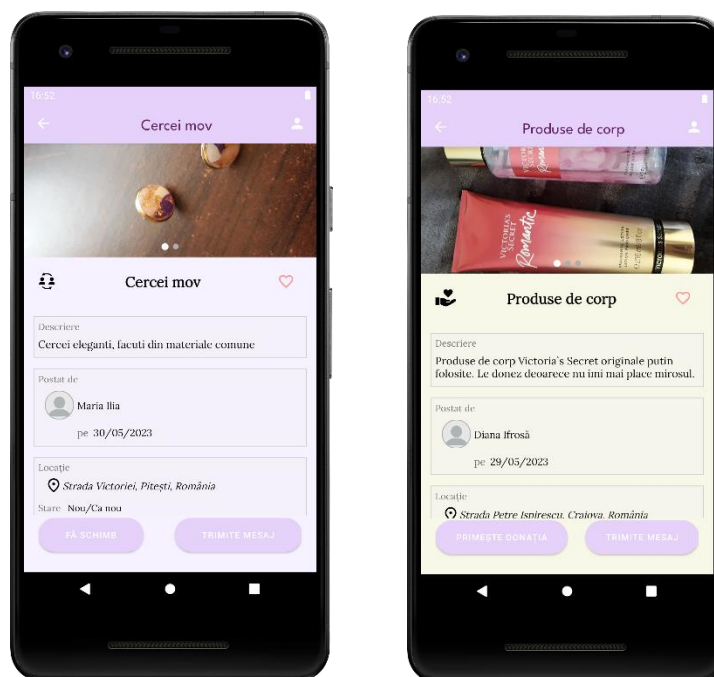 16:52
Cercei mov
Cercei mov
Descriere
Cercei eleganti, facuti din materiale comune
Postat de
Maria Ilia
pe 30/05/2023
Locație
Strada Victoriei, Pitești, România
Stare Nou/Ca nou
FĂ SCHIMB
TRIMITE MESAJ
16:52
Produse de corp
VICTORIA'S SECRET
Romantic
Produse de corp
Descriere
Produse de corp Victoria`s Secret originale putin
folosite. Le donez deoarece nu imi mai place mirosul.
Postat de
Diana Ifrosă
pe 29/05/2023
Locație
Strada Petre Ispirescu, Craiova, România
PRIMEȘTE DONAȚIA
TRIMITE MESAJ